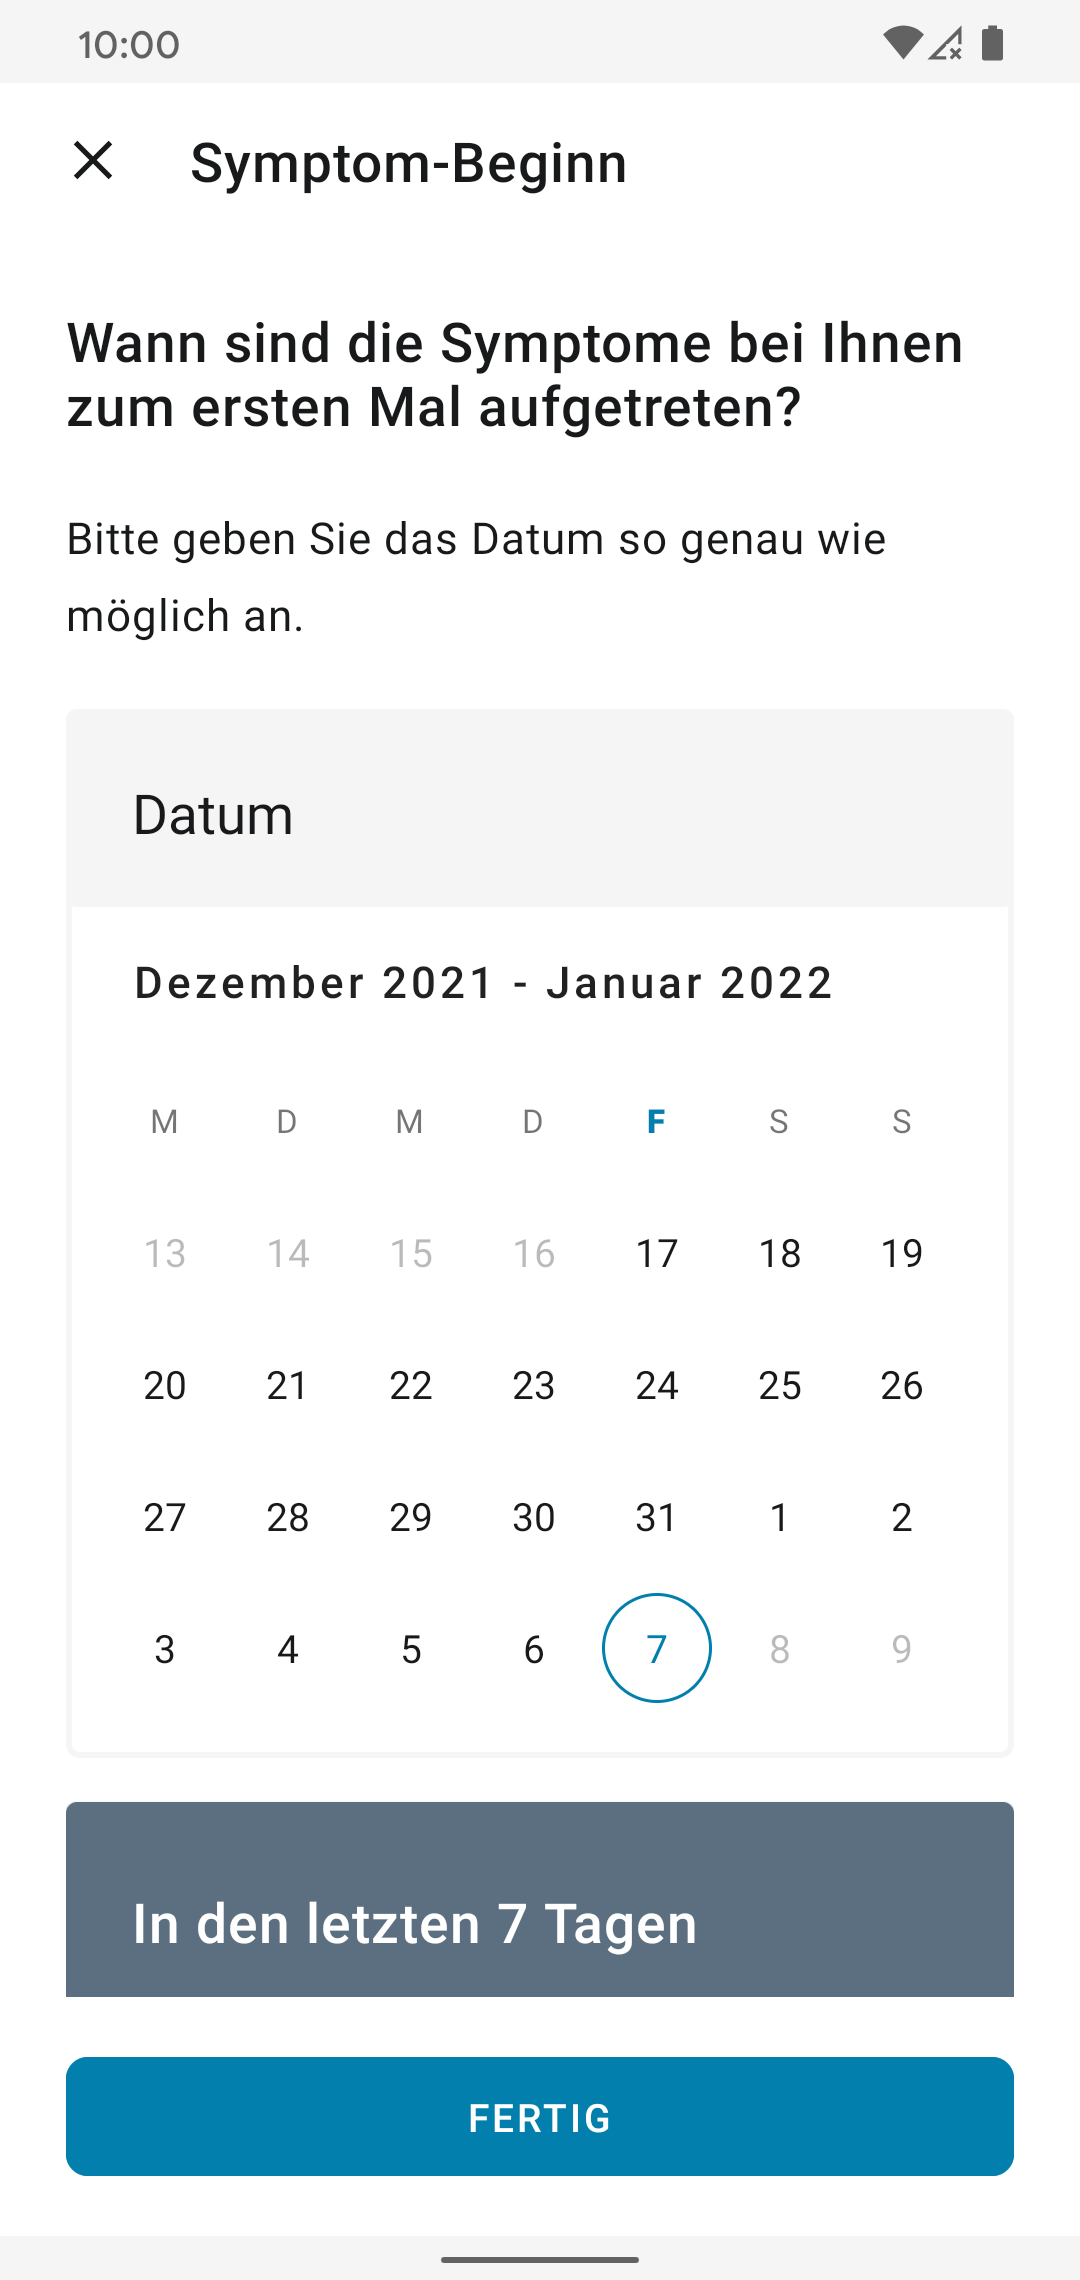 10:00
Symptom-Beginn
Wann sind die Symptome bei Ihnen
zum ersten Mal aufgetreten?
Bitte geben Sie das Datum so genau wie
möglich an.
Datum
Dezember 2021 - Januar 2022
M D M D F S S
13 14 15 16 17 18 19
20 21 22 23 24 25 26
27 28 29 30 31 1 2
3 4 5 6 7 8 9
In den letzten 7 Tagen
FERTIG